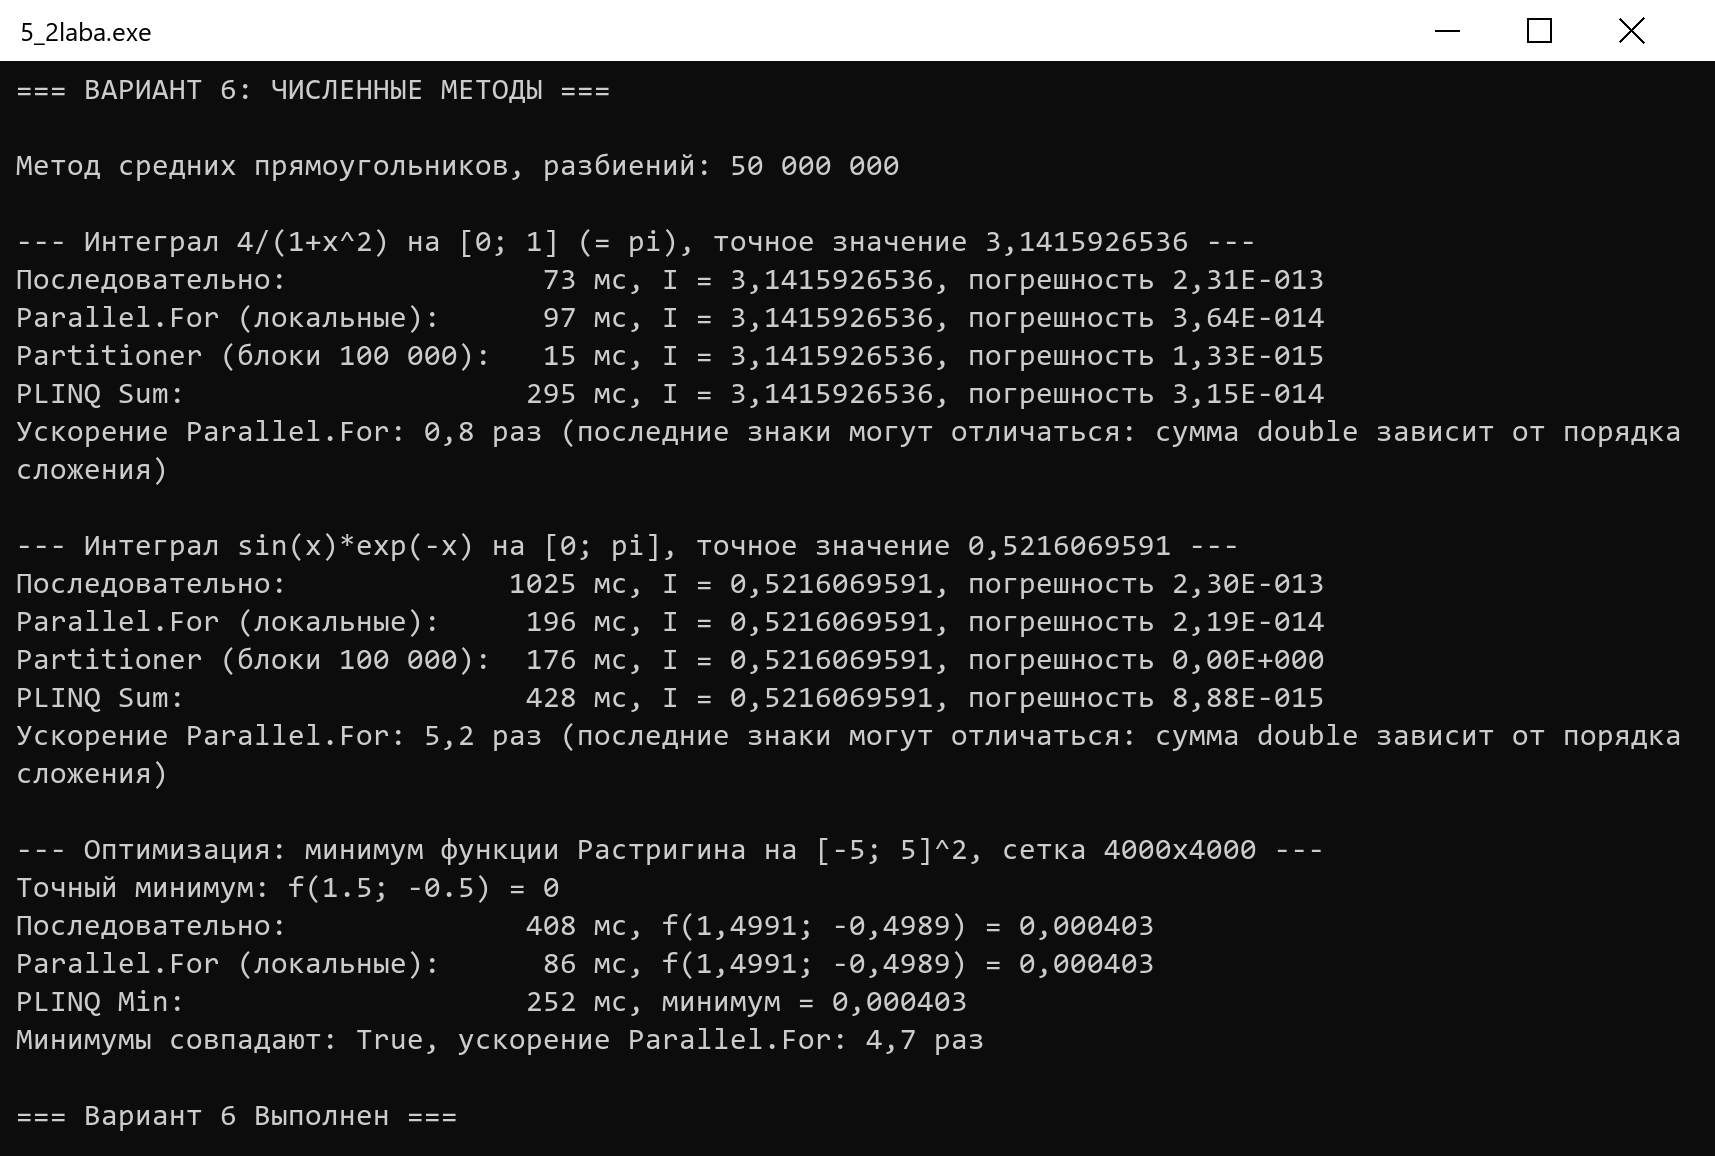 5_2laba.exe
=== ВАРИАНТ 6: ЧИСЛЕННЫЕ МЕТОДЫ ===
Метод средних прямоугольников, разбиений: 50 000 000
--- Интеграл 4/(1+x^2) на [0; 1] (= pi), точное значение 3,1415926536 ---
Последовательно:               73 мс, I = 3,1415926536, погрешность 2,31E-013
Parallel.For (локальные):      97 мс, I = 3,1415926536, погрешность 3,64E-014
Partitioner (блоки 100 000):   15 мс, I = 3,1415926536, погрешность 1,33E-015
PLINQ Sum:                    295 мс, I = 3,1415926536, погрешность 3,15E-014
Ускорение Parallel.For: 0,8 раз (последние знаки могут отличаться: сумма double зависит от порядка
сложения)
--- Интеграл sin(x)*exp(-x) на [0; pi], точное значение 0,5216069591 ---
Последовательно:             1025 мс, I = 0,5216069591, погрешность 2,30E-013
Parallel.For (локальные):     196 мс, I = 0,5216069591, погрешность 2,19E-014
Partitioner (блоки 100 000):  176 мс, I = 0,5216069591, погрешность 0,00E+000
PLINQ Sum:                    428 мс, I = 0,5216069591, погрешность 8,88E-015
Ускорение Parallel.For: 5,2 раз (последние знаки могут отличаться: сумма double зависит от порядка
сложения)
--- Оптимизация: минимум функции Растригина на [-5; 5]^2, сетка 4000x4000 ---
Точный минимум: f(1.5; -0.5) = 0
Последовательно:              408 мс, f(1,4991; -0,4989) = 0,000403
Parallel.For (локальные):      86 мс, f(1,4991; -0,4989) = 0,000403
PLINQ Min:                    252 мс, минимум = 0,000403
Минимумы совпадают: True, ускорение Parallel.For: 4,7 раз
=== Вариант 6 Выполнен ===